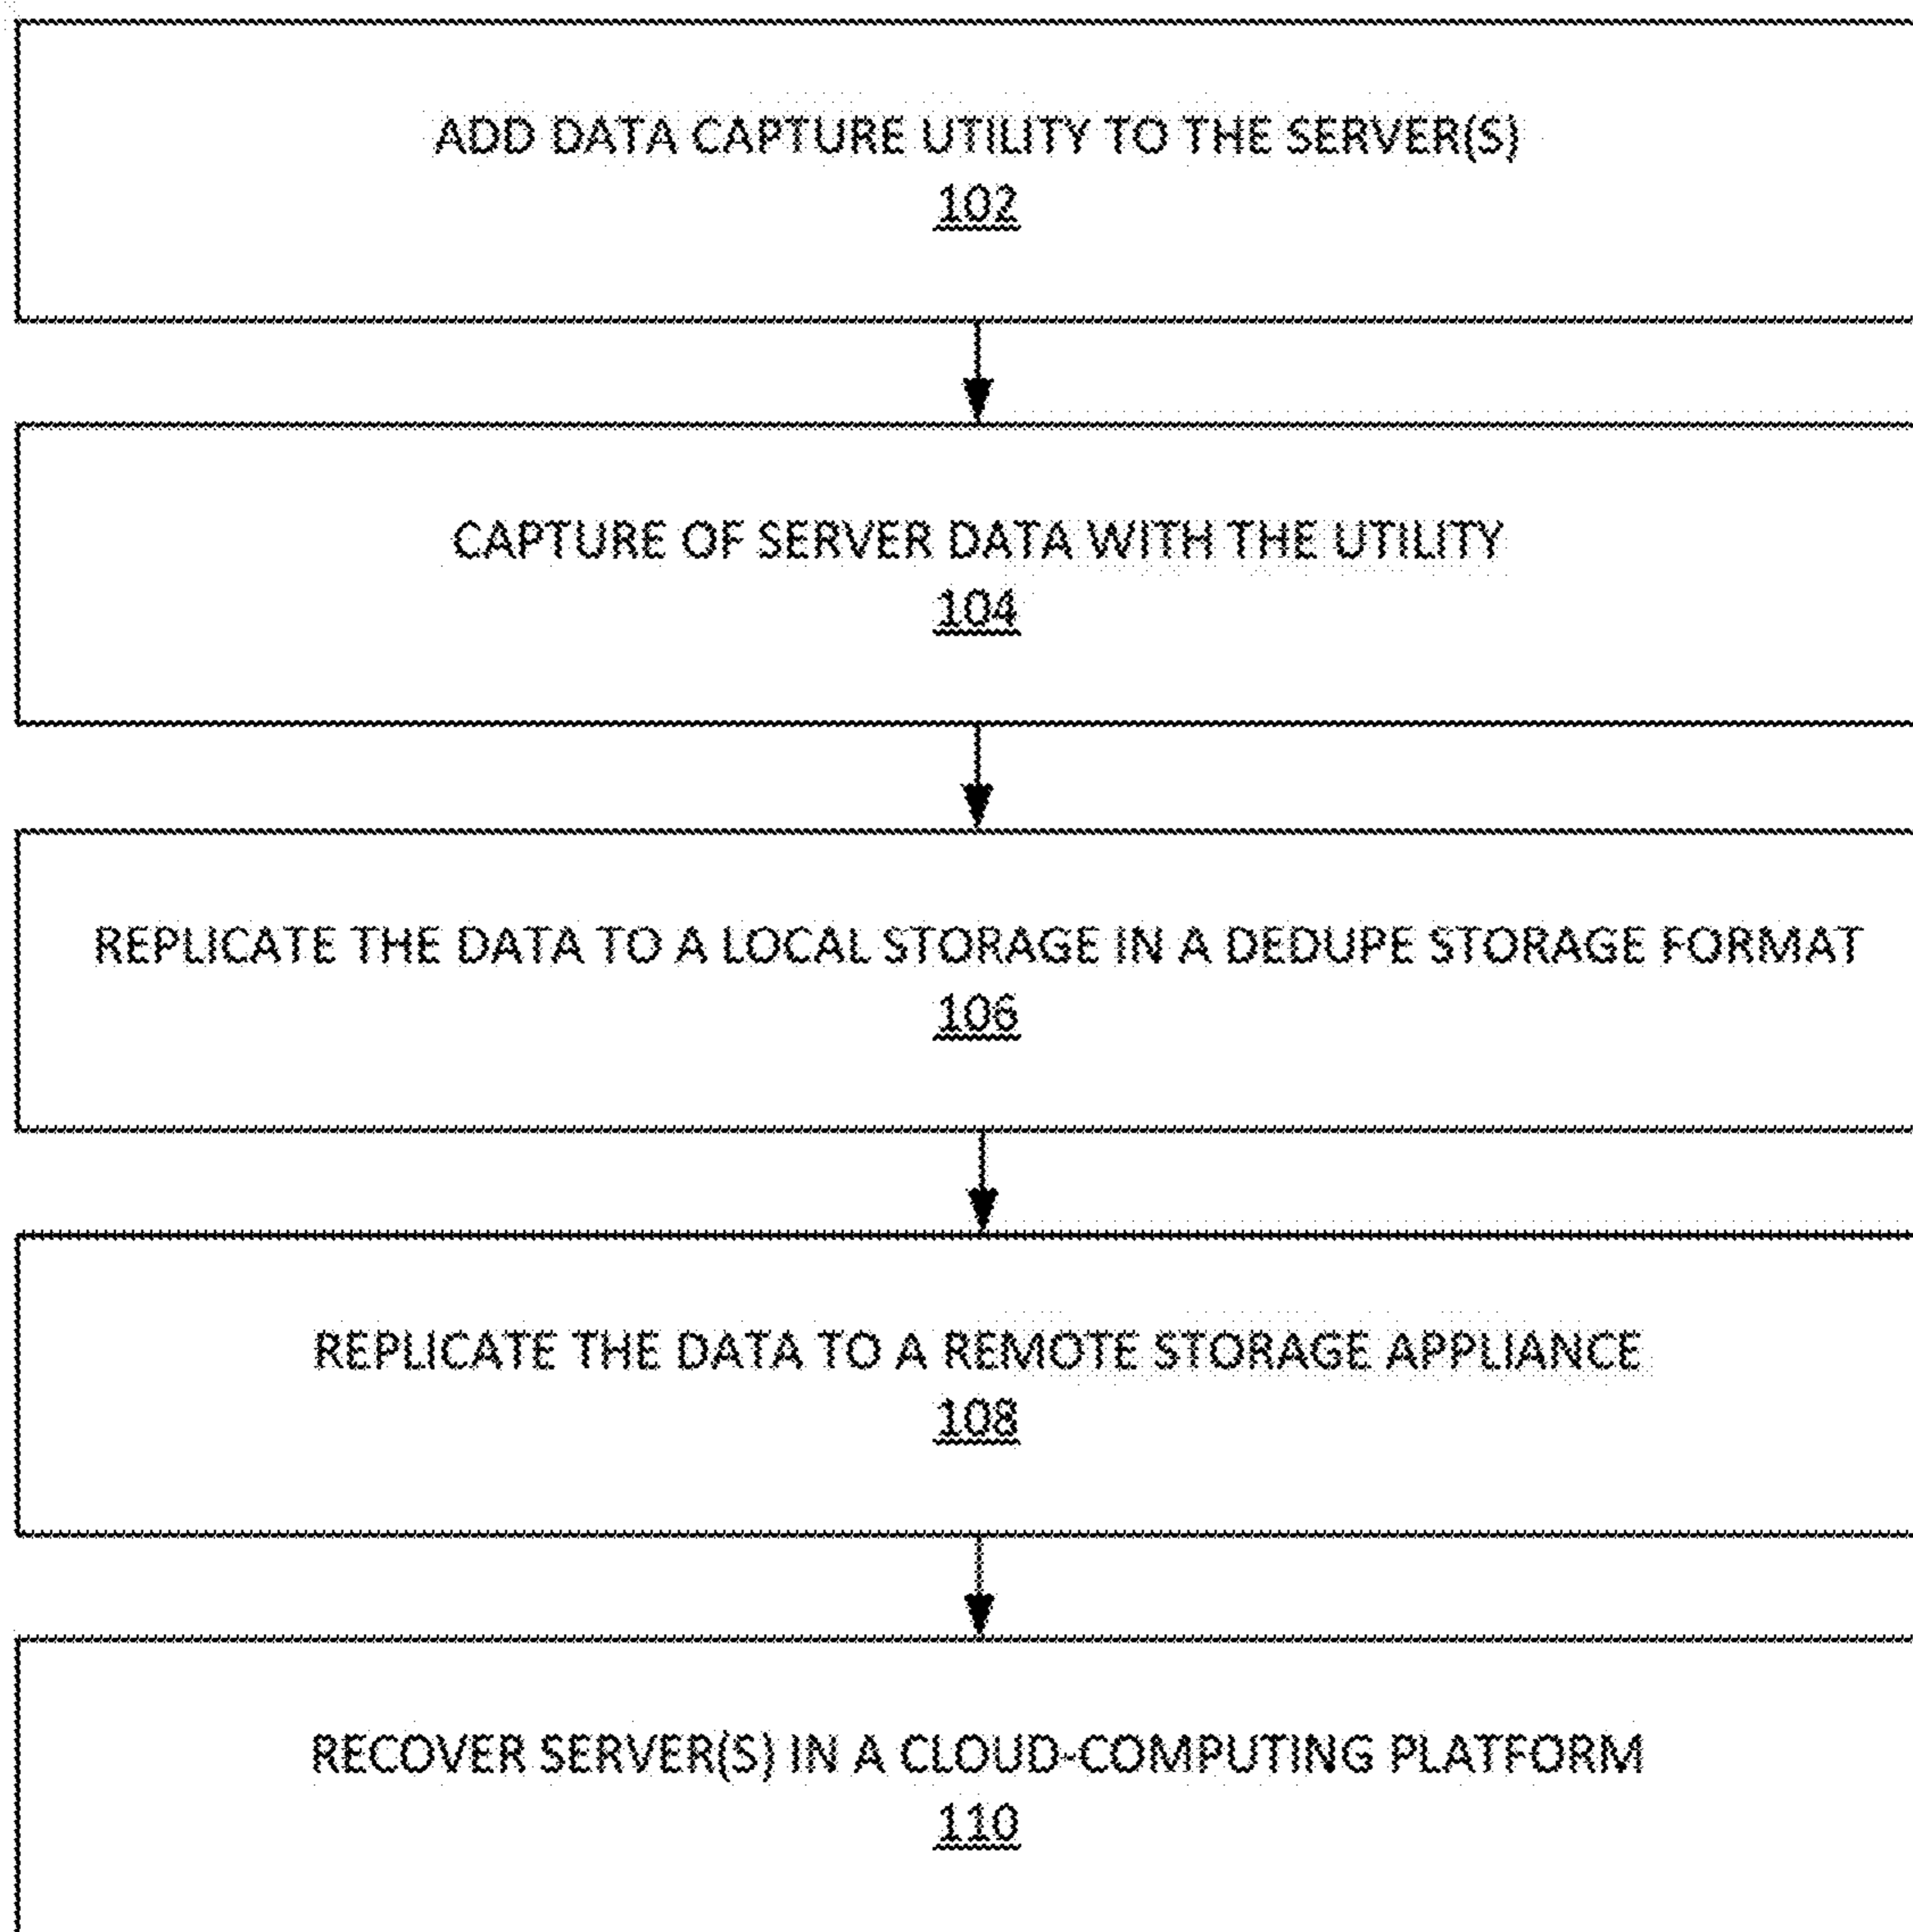 ADD DATA CAPTURE UTILITY TO THE SERVER(S)
102
CAPTURE OF SERVER DATA WITH THE UTILITY
104
REPLICATE THE DATA TO A LOCAL STORAGE IN A DEDUPE STORAGE FORMAT
106
REPLICATE THE DATA TO A REMOTE STORAGE APPLIANCE
108
RECOVER SERVER(S) IN A CLOUD-COMPUTING PLATFORM
110